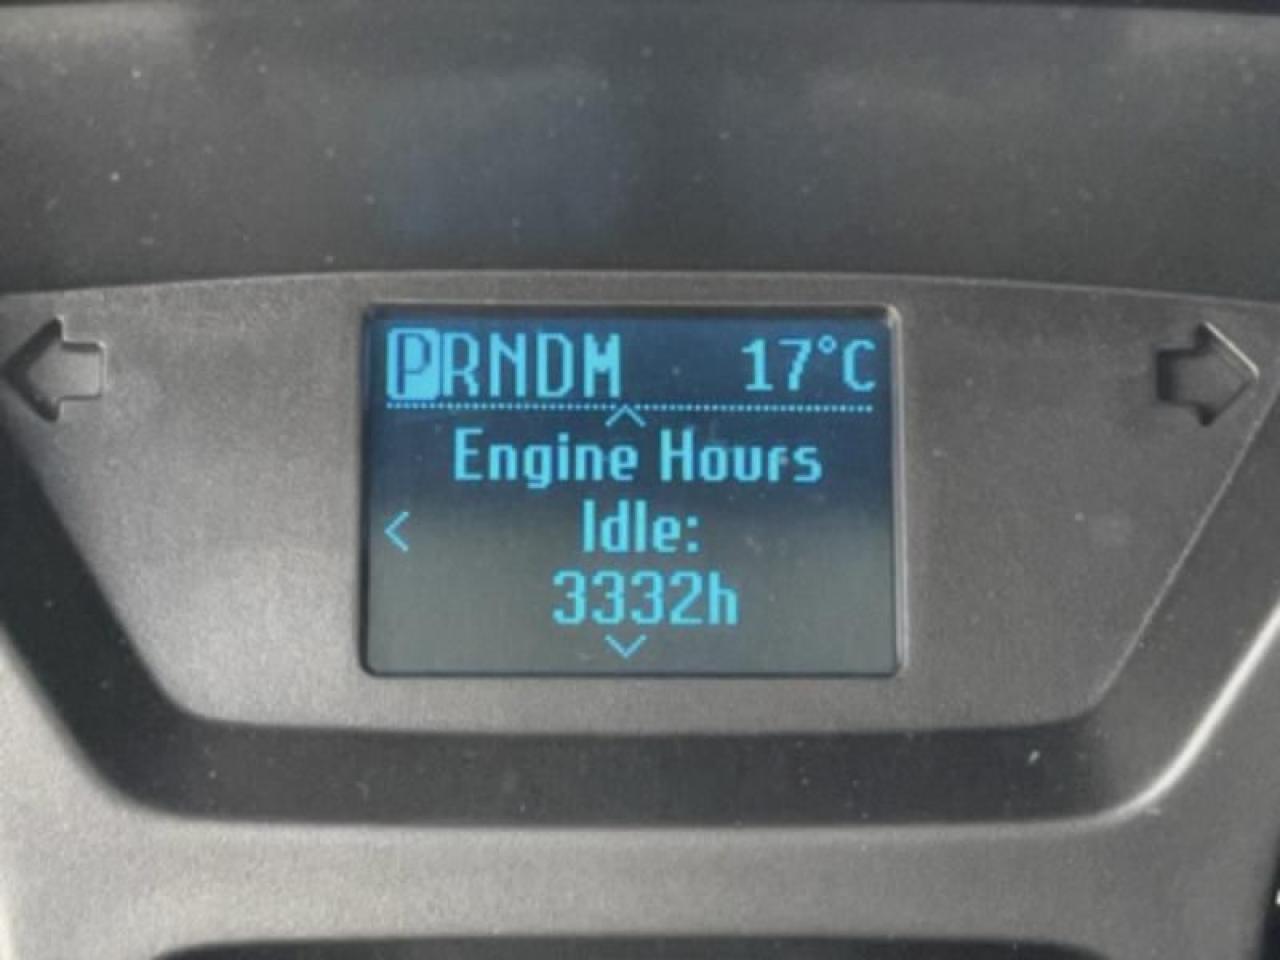 PRNDM 17°C
Engine Hours
Idle:
3332h